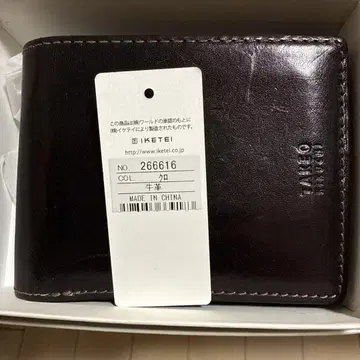 この商品は(株)ワールドの承認のもとに
(株)イケテイにより製造されたものです。
IKETEI
http://www.iketei.co.jp
NO. 266616
COL. クロ
牛革
MADE IN CHINA
TAKEO
KIKUCHI